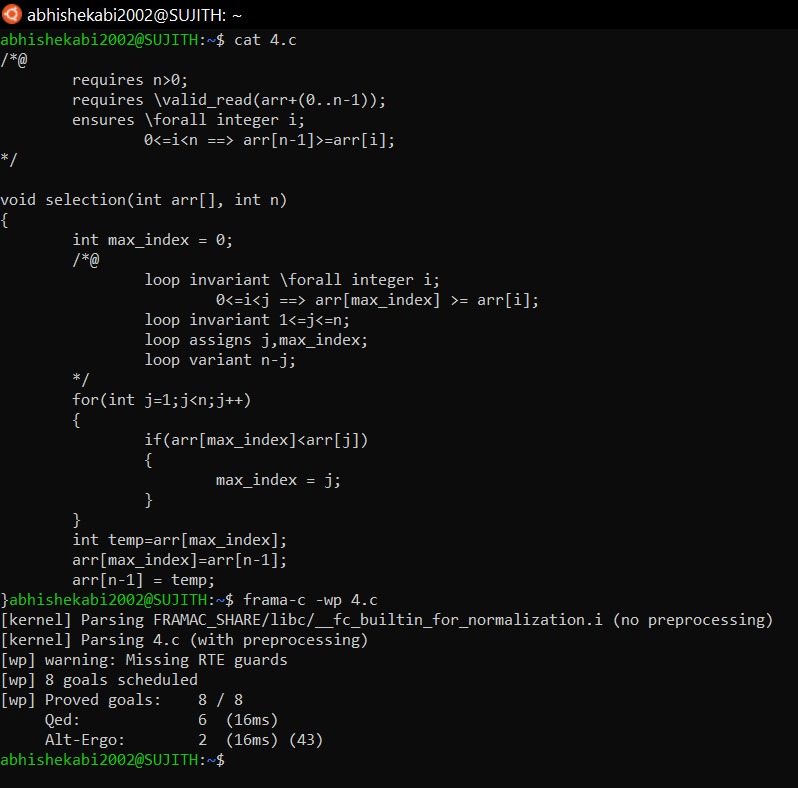 abhishekabi2002@SUJITH: ~
abhishekabi2002@SUJITH:~$ cat 4.c
/*@
        requires n>0;
        requires \valid_read(arr+(0..n-1));
        ensures \forall integer i;
                0<=i<n ==> arr[n-1]>=arr[i];
*/

void selection(int arr[], int n)
{
        int max_index = 0;
        /*@
                loop invariant \forall integer i;
                        0<=i<j ==> arr[max_index] >= arr[i];
                loop invariant 1<=j<=n;
                loop assigns j,max_index;
                loop variant n-j;
        */
        for(int j=1;j<n;j++)
        {
                if(arr[max_index]<arr[j])
                {
                        max_index = j;
                }
        }
        int temp=arr[max_index];
        arr[max_index]=arr[n-1];
        arr[n-1] = temp;
}abhishekabi2002@SUJITH:~$ frama-c -wp 4.c
[kernel] Parsing FRAMAC_SHARE/libc/__fc_builtin_for_normalization.i (no preprocessing)
[kernel] Parsing 4.c (with preprocessing)
[wp] warning: Missing RTE guards
[wp] 8 goals scheduled
[wp] Proved goals:    8 / 8
     Qed:             6  (16ms)
     Alt-Ergo:        2  (16ms) (43)
abhishekabi2002@SUJITH:~$